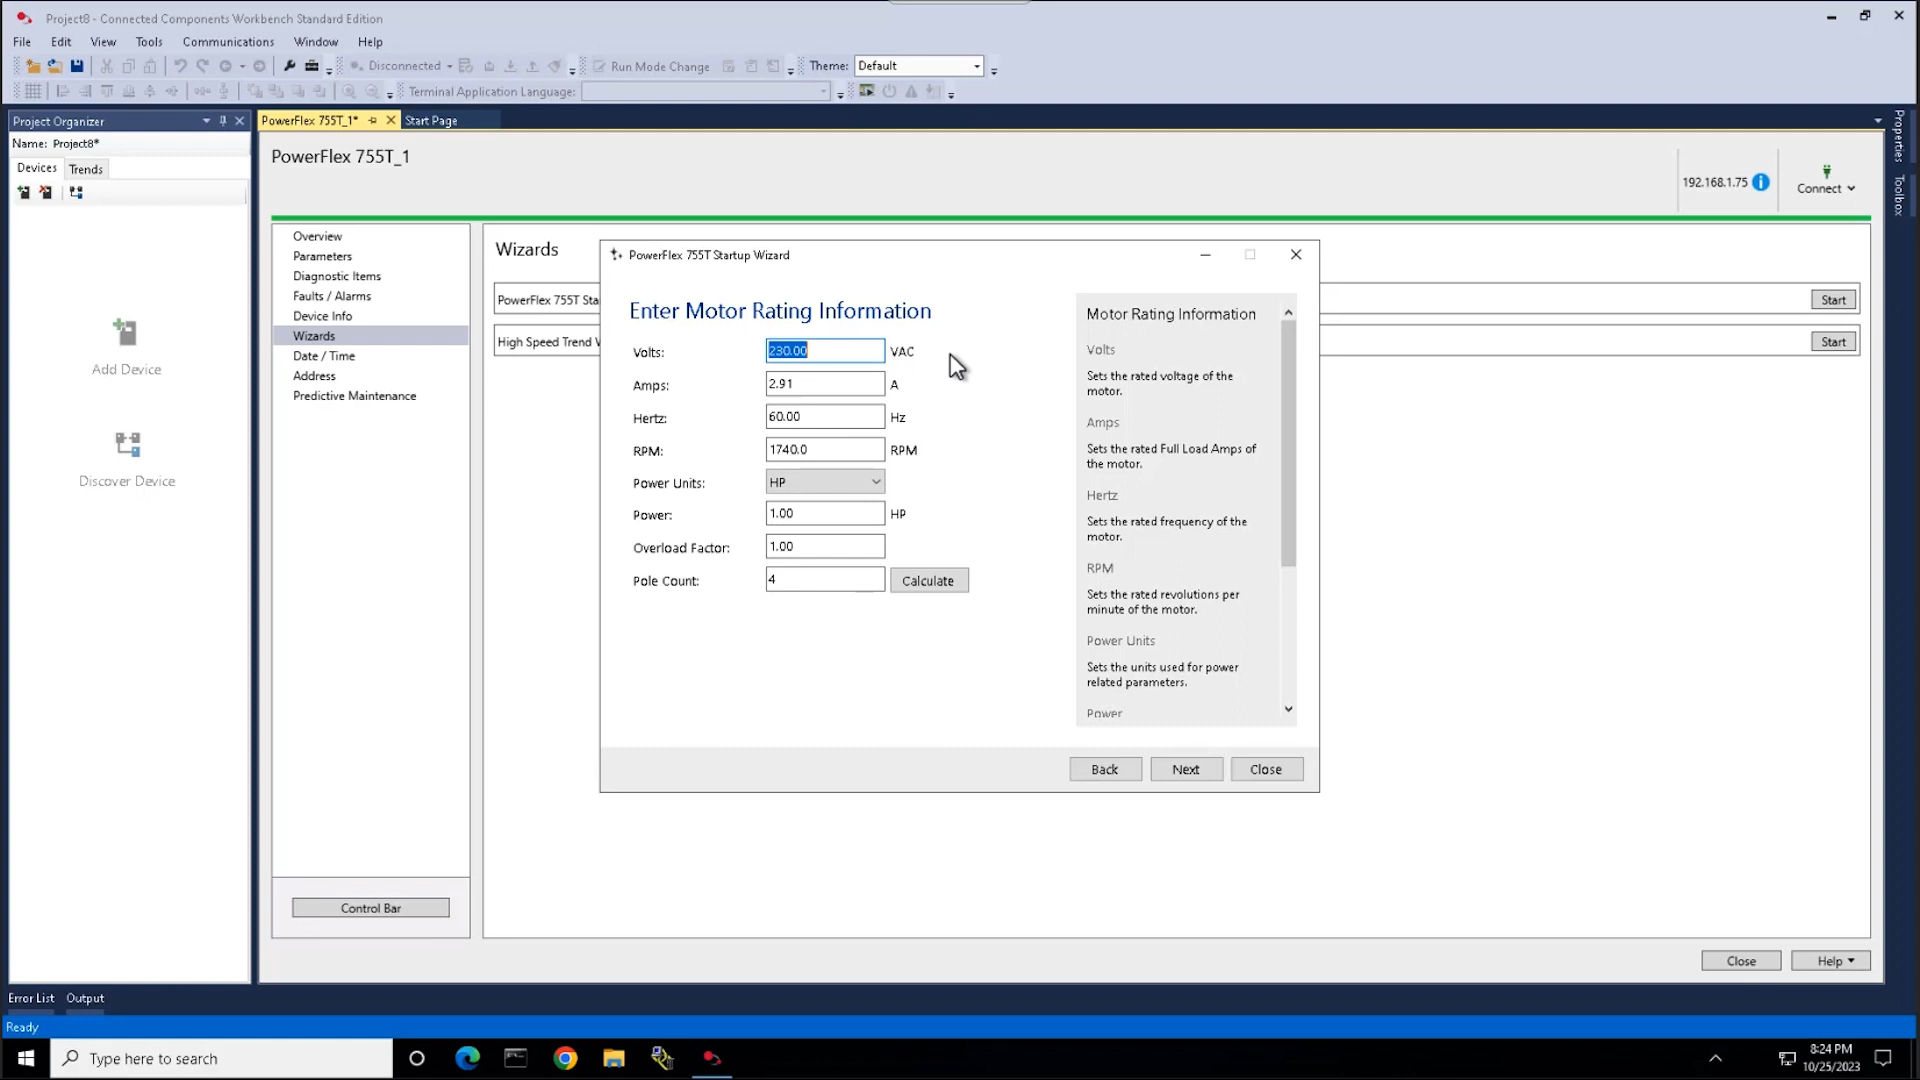 Project8 - Connected Components Workbench Standard Edition
File Edit View Tools Communications Window Help
Disconnected Run Mode Change Theme: Default
Terminal Application Language:
Project Organizer
Name: Project8*
Devices Trends
Add Device
Discover Device
PowerFlex 755T_1* Start Page
PowerFlex 755T_1
192.168.1.75
Connect
Properties
Toolbox
Overview
Parameters
Diagnostic Items
Faults / Alarms
Device Info
Wizards
Date / Time
Address
Predictive Maintenance
Control Bar
Wizards
PowerFlex 755T Sta
Start
High Speed Trend W
Start
PowerFlex 755T Startup Wizard
Enter Motor Rating Information
Volts: 230.00 VAC
Amps: 2.91 A
Hertz: 60.00 Hz
RPM: 1740.0 RPM
Power Units: HP
Power: 1.00 HP
Overload Factor: 1.00
Pole Count: 4 Calculate
Motor Rating Information
Volts
Sets the rated voltage of the
motor.
Amps
Sets the rated Full Load Amps of
the motor.
Hertz
Sets the rated frequency of the
motor.
RPM
Sets the rated revolutions per
minute of the motor.
Power Units
Sets the units used for power
related parameters.
Power
Back Next Close
Close Help
Error List Output
Ready
Type here to search
8:24 PM
10/25/2023